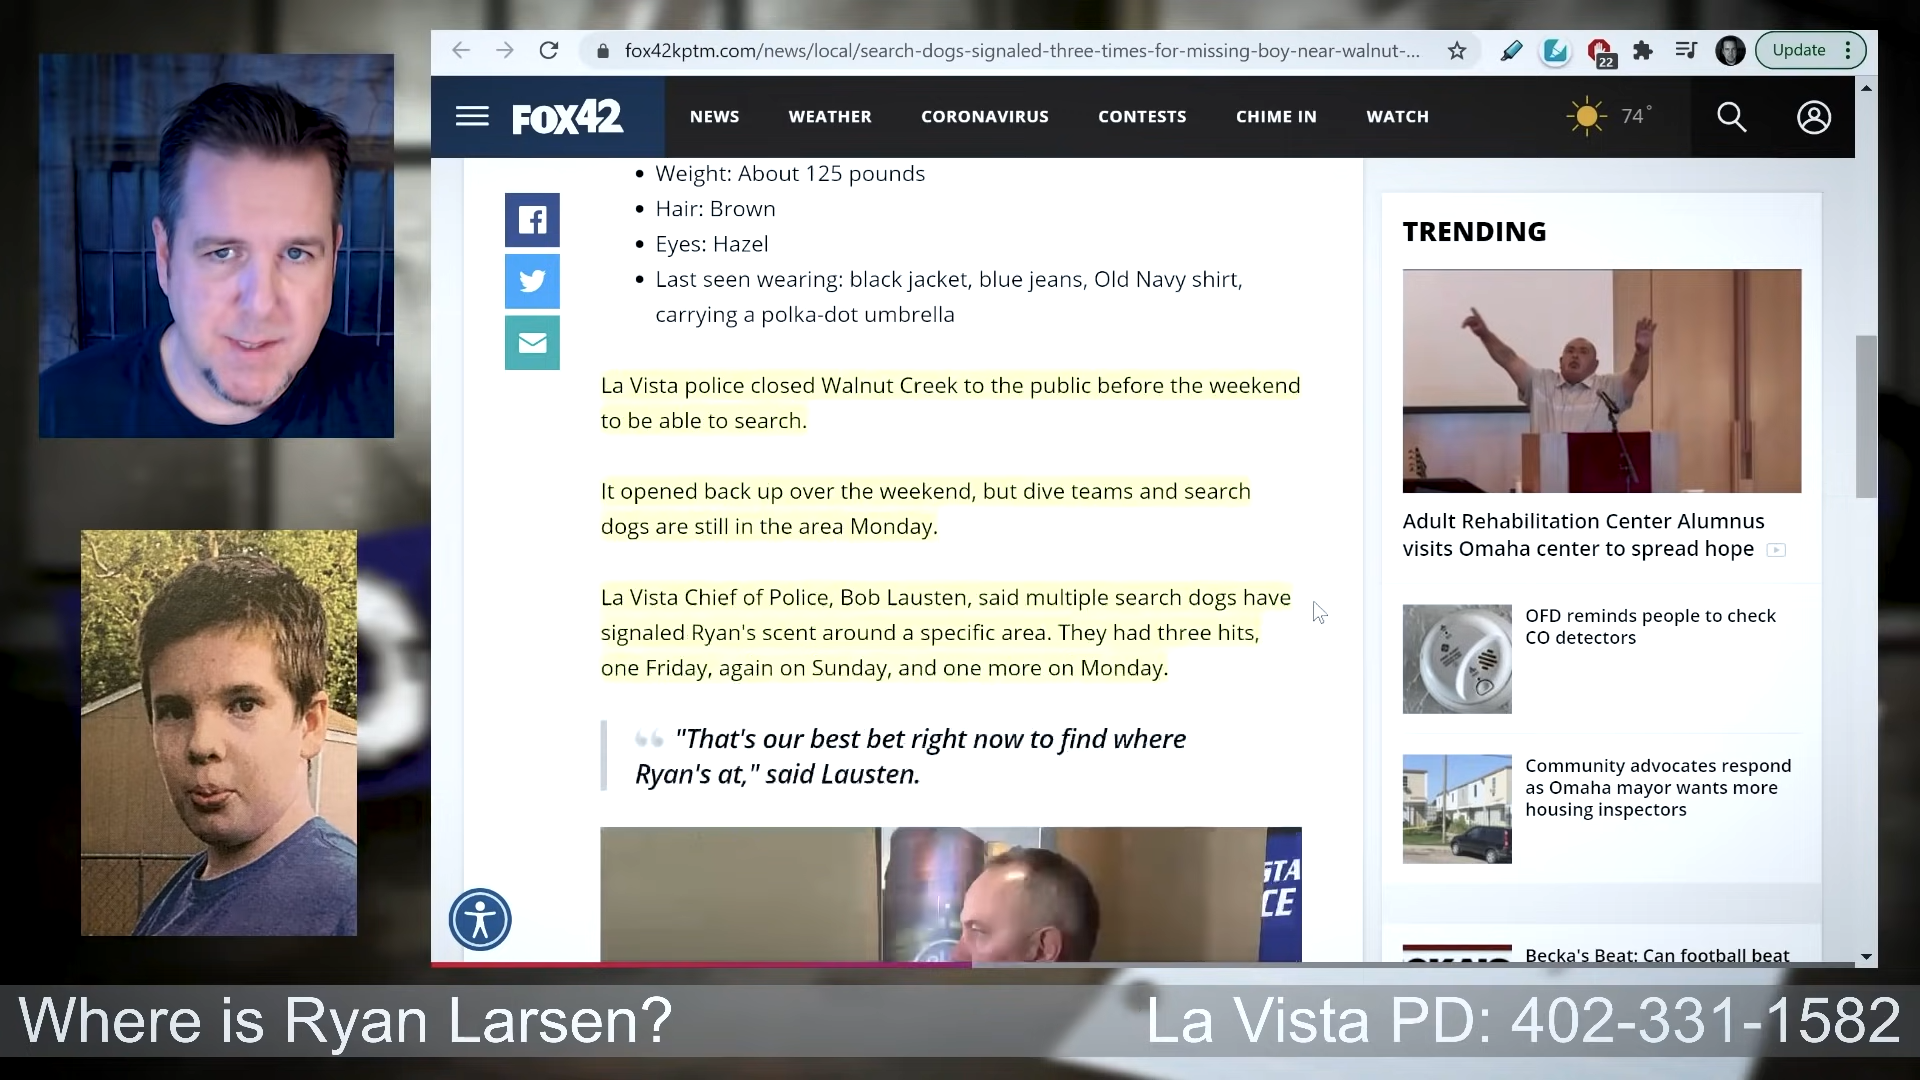 fox42kptm.com/news/local/search-dogs-signaled-three-times-for-missing-boy-near-walnut-...
22
Update
FOX42
NEWS
WEATHER
CORONAVIRUS
CONTESTS
CHIME IN
WATCH
74°
Weight: About 125 pounds
Hair: Brown
Eyes: Hazel
Last seen wearing: black jacket, blue jeans, Old Navy shirt,
carrying a polka-dot umbrella
La Vista police closed Walnut Creek to the public before the weekend
to be able to search.
It opened back up over the weekend, but dive teams and search
dogs are still in the area Monday.
La Vista Chief of Police, Bob Lausten, said multiple search dogs have
signaled Ryan's scent around a specific area. They had three hits,
one Friday, again on Sunday, and one more on Monday.
"That's our best bet right now to find where
Ryan's at," said Lausten.
STA
CE
TRENDING
Adult Rehabilitation Center Alumnus
visits Omaha center to spread hope
OFD reminds people to check
CO detectors
Community advocates respond
as Omaha mayor wants more
housing inspectors
Becka's Beat: Can football beat
Where is Ryan Larsen?
La Vista PD: 402-331-1582